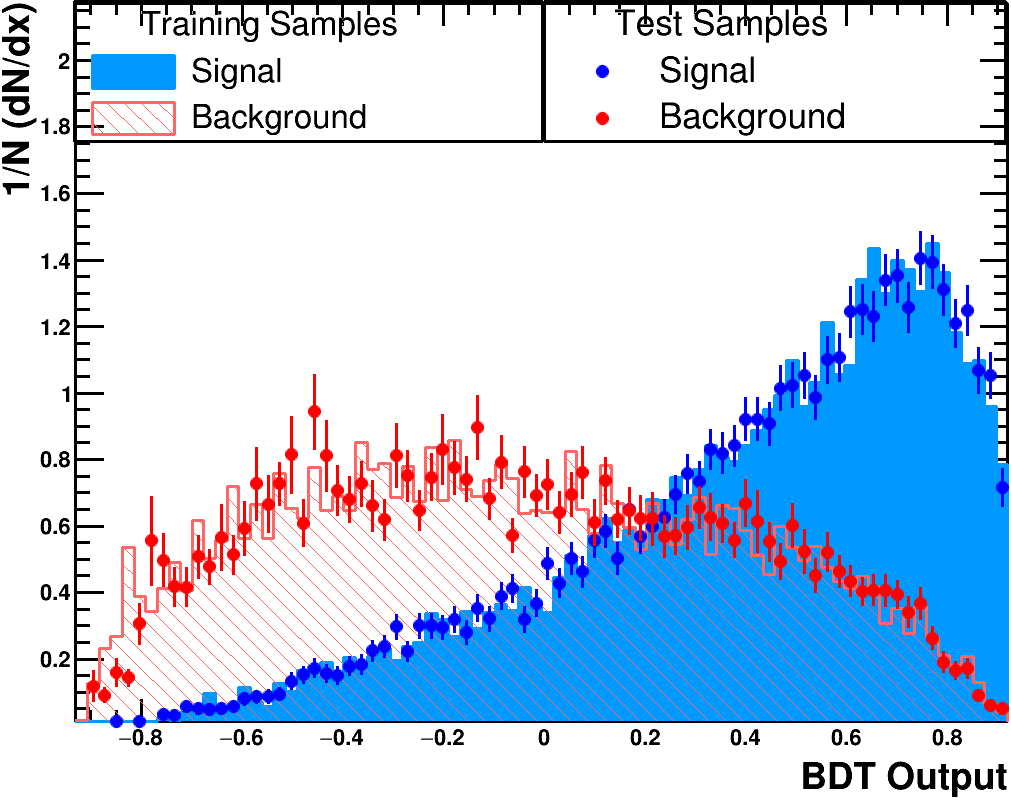 1/N (dN/dx)
Training Samples
Signal
Background
Test Samples
Signal
Background
2
1.8
1.6
1.4
1.2
1
0.8
0.6
0.4
0.2
−0.8 −0.6 −0.4 −0.2 0 0.2 0.4 0.6 0.8
BDT Output